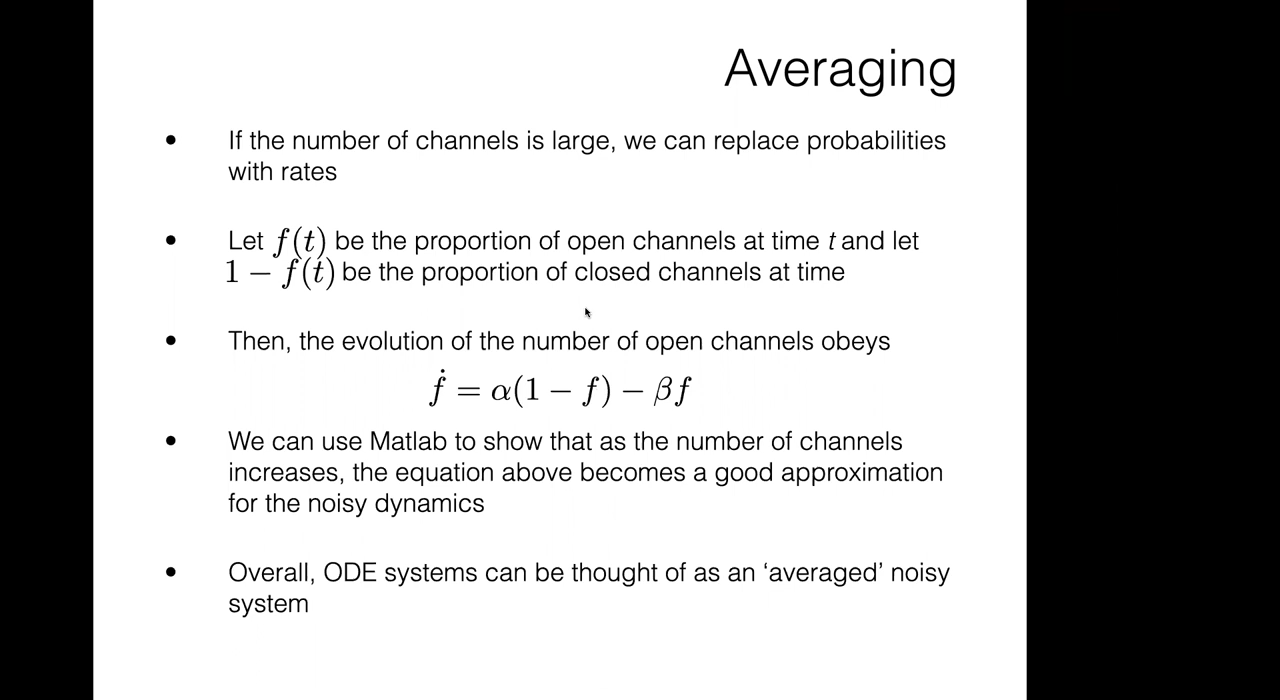 Averaging
• If the number of channels is large, we can replace probabilities
with rates
• Let f(t) be the proportion of open channels at time t and let
1 − f(t) be the proportion of closed channels at time
• Then, the evolution of the number of open channels obeys
ḟ = α(1 − f) − βf
• We can use Matlab to show that as the number of channels
increases, the equation above becomes a good approximation
for the noisy dynamics
• Overall, ODE systems can be thought of as an ‘averaged’ noisy
system